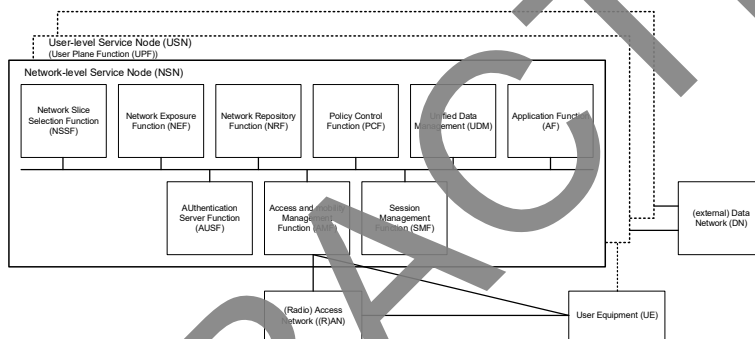 User-level Service Node (USN)
(User Plane Function (UPF))
Network-level Service Node (NSN)
Network Slice
Selection Function
(NSSF)
Network Exposure
Function (NEF)
Network Repository
Function (NRF)
Policy Control
Function (PCF)
Unified Data
Management (UDM)
Application Function
(AF)
AUthentication
Server Function
(AUSF)
Access and mobility
Management
Function (AMF)
Session
Management
Function (SMF)
(external) Data
Network (DN)
(Radio) Access
Network ((R)AN)
User Equipment (UE)